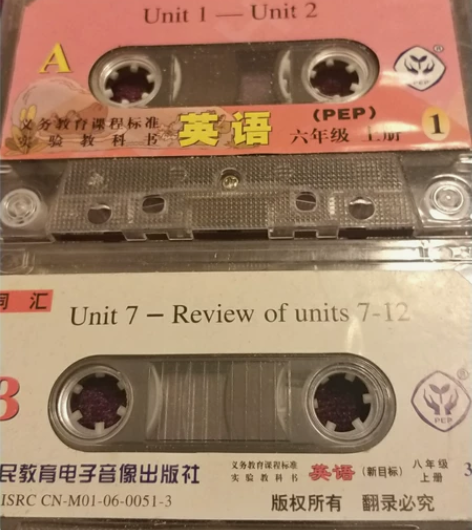 Unit 1 — Unit 2
A
PEP
义务教育课程标准
实验教科书
英语
(PEP)
六年级 上册
1
词汇
Unit 7 – Review of units 7-12
B
PEP
民教育电子音像出版社
义务教育课程标准
实验教科书
英语
(新目标)
八年级
上册
3
ISRC CN-M01-06-0051-3
版权所有 翻录必究